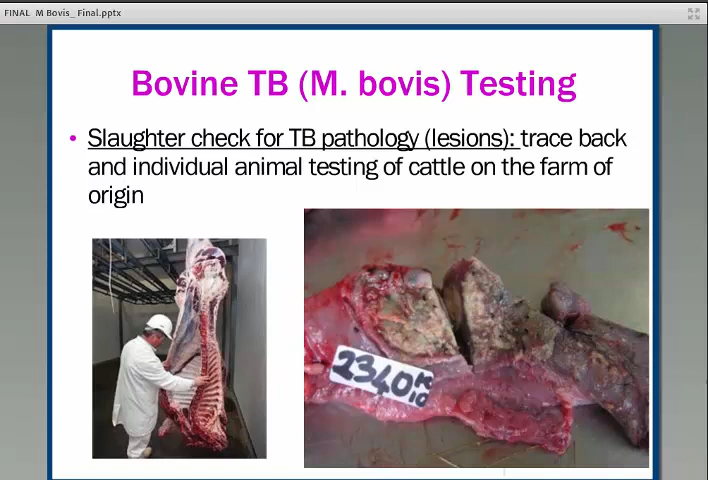 FINAL M Bovis_ Final.pptx
Bovine TB (M. bovis) Testing
• Slaughter check for TB pathology (lesions): trace back
and individual animal testing of cattle on the farm of
origin
2340
10